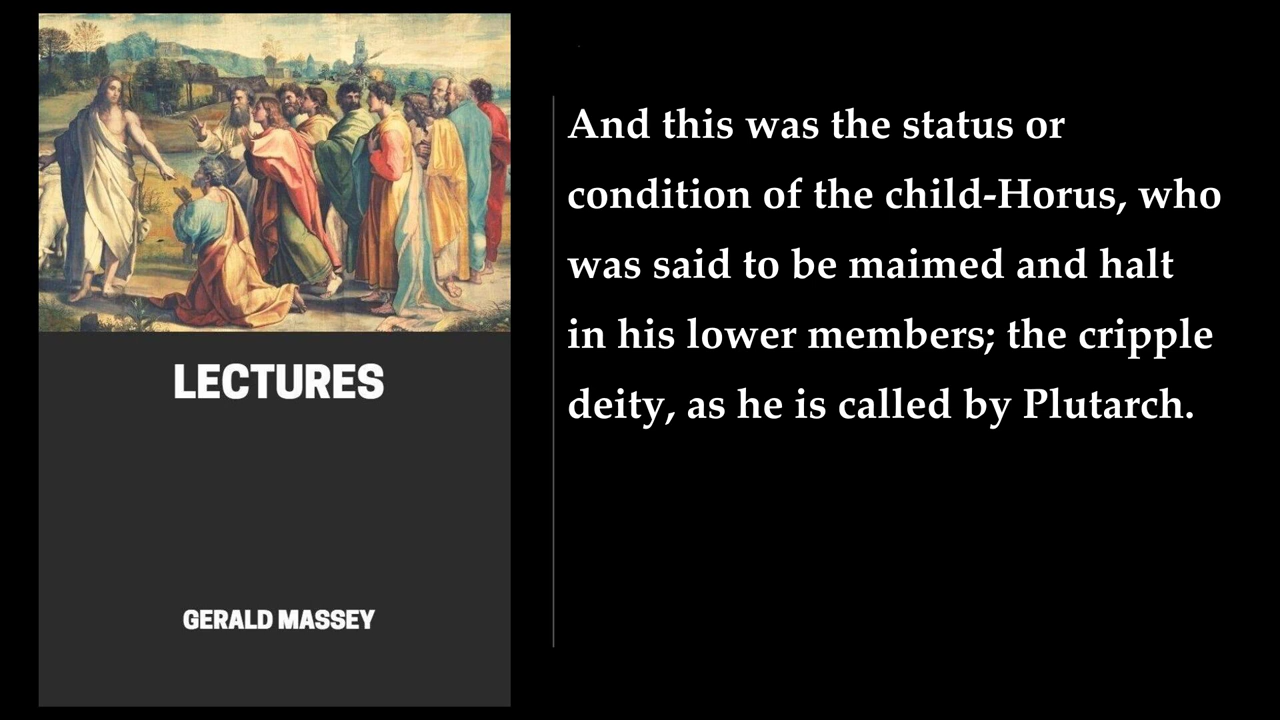 LECTURES
GERALD MASSEY
And this was the status or
condition of the child-Horus, who
was said to be maimed and halt
in his lower members; the cripple
deity, as he is called by Plutarch.